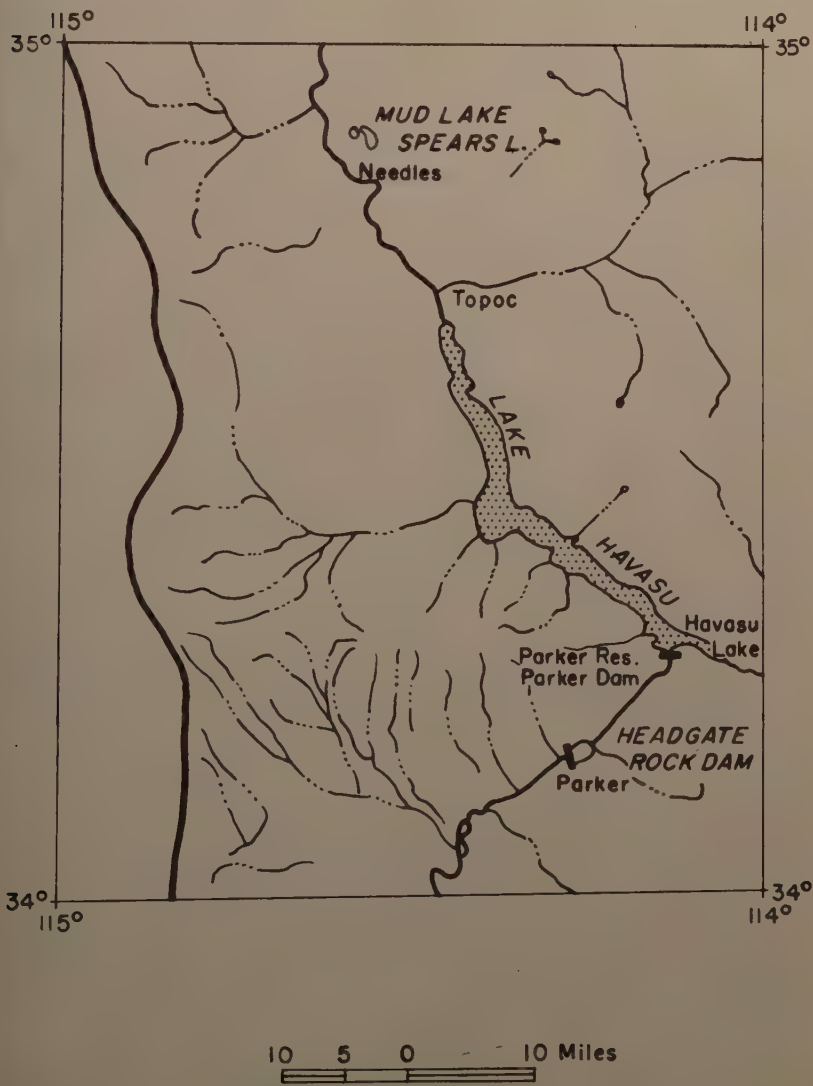 115°
114°
35°
35°
MUD LAKE
SPEARS L.
Needles
Topoc
LAKE
HAVASU
Havasu
Lake
Parker Res.
Parker Dam
HEADGATE
ROCK DAM
Parker
34°
34°
115°
114°
10 5 0 10 Miles